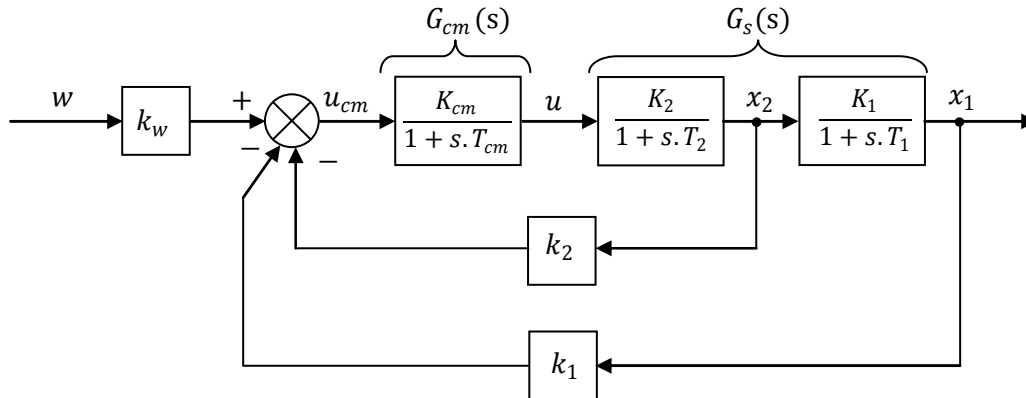 G_cm(s) G_s(s)
w k_w + − − u_cm K_cm / 1 + s.T_cm u K_2 / 1 + s.T_2 x_2 K_1 / 1 + s.T_1 x_1
k_2
k_1